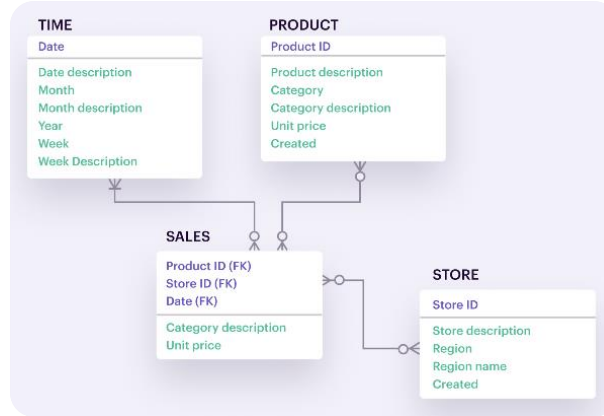 TIME
Date
Date description
Month
Month description
Year
Week
Week Description
PRODUCT
Product ID
Product description
Category
Category description
Unit price
Created
SALES
Product ID (FK)
Store ID (FK)
Date (FK)
Category description
Unit price
STORE
Store ID
Store description
Region
Region name
Created